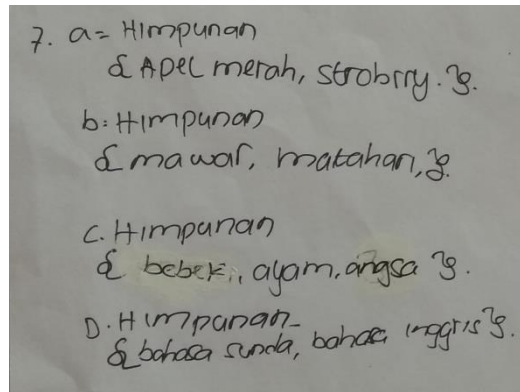 7. a = Himpunan
{ Apel merah, strobrry. }.
b: Himpunan
{ mawar, matahari, }.
C. Himpunan
{ bebek, ayam, angsa }.
D. Himpunan
{ bahasa sunda, bahasa inggris }.